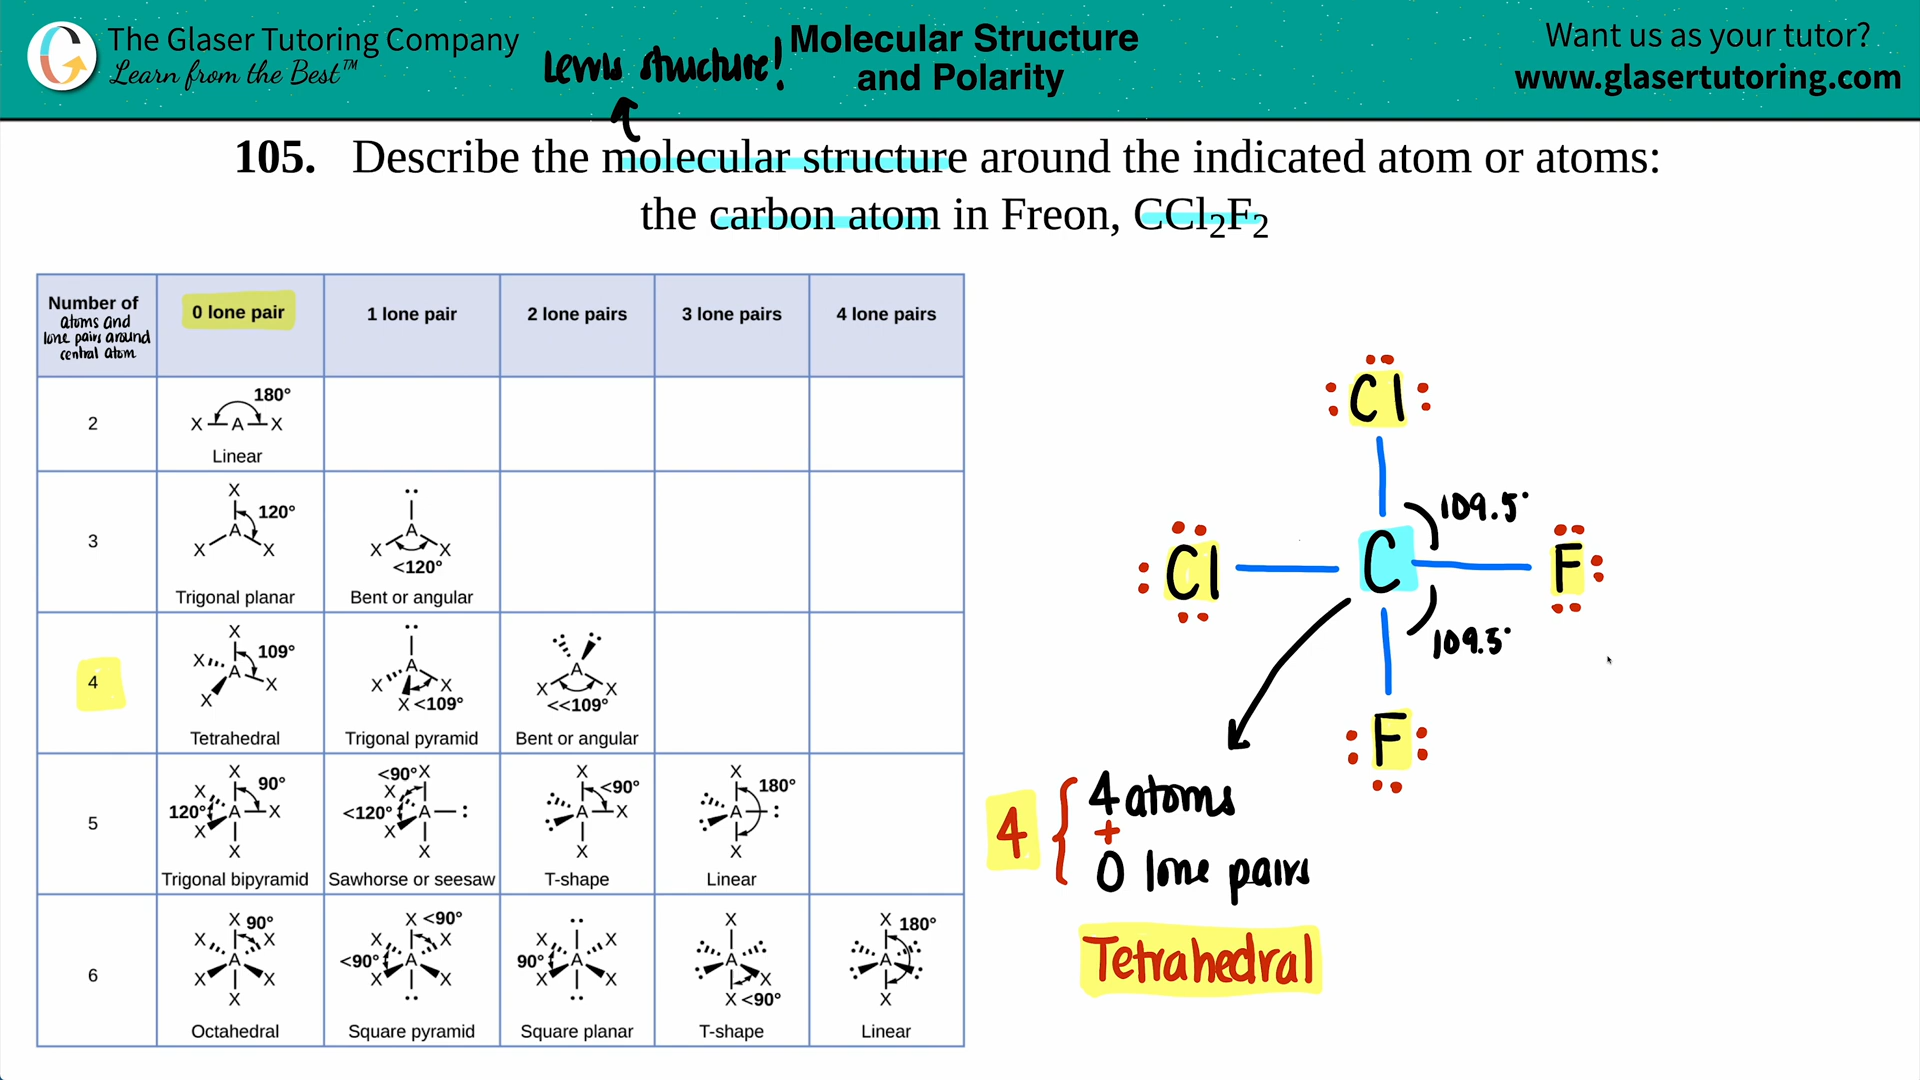 The Glaser Tutoring Company
Learn from the Best™
Lewis structure!
Molecular Structure
and Polarity
Want us as your tutor?
www.glasertutoring.com
105. Describe the molecular structure around the indicated atom or atoms:
the carbon atom in Freon, CCl₂F₂
Number of
atoms and
lone pairs around
central atom
0 lone pair
1 lone pair
2 lone pairs
3 lone pairs
4 lone pairs
2
180°
X A X
Linear
3
X
120°
A
X X
Trigonal planar
A
X X
<120°
Bent or angular
4
X
109°
X
A
X
X
Tetrahedral
A
X X
X <109°
Trigonal pyramid
A
X X
<<109°
Bent or angular
5
X
90°
X
120° A X
X
X
Trigonal bipyramid
<90° X
X
<120° A
X
X
Sawhorse or seesaw
X
<90°
A X
X
T-shape
X
180°
A
X
Linear
6
X 90°
X X
A
X X
X
Octahedral
X <90°
X X
<90° A
X X
Square pyramid
X X
90° A
X X
Square planar
X
A
X
X <90°
T-shape
X 180°
A
X
Linear
Cl
109.5°
Cl C F
109.5°
F
4 atoms
4 +
0 lone pairs
Tetrahedral